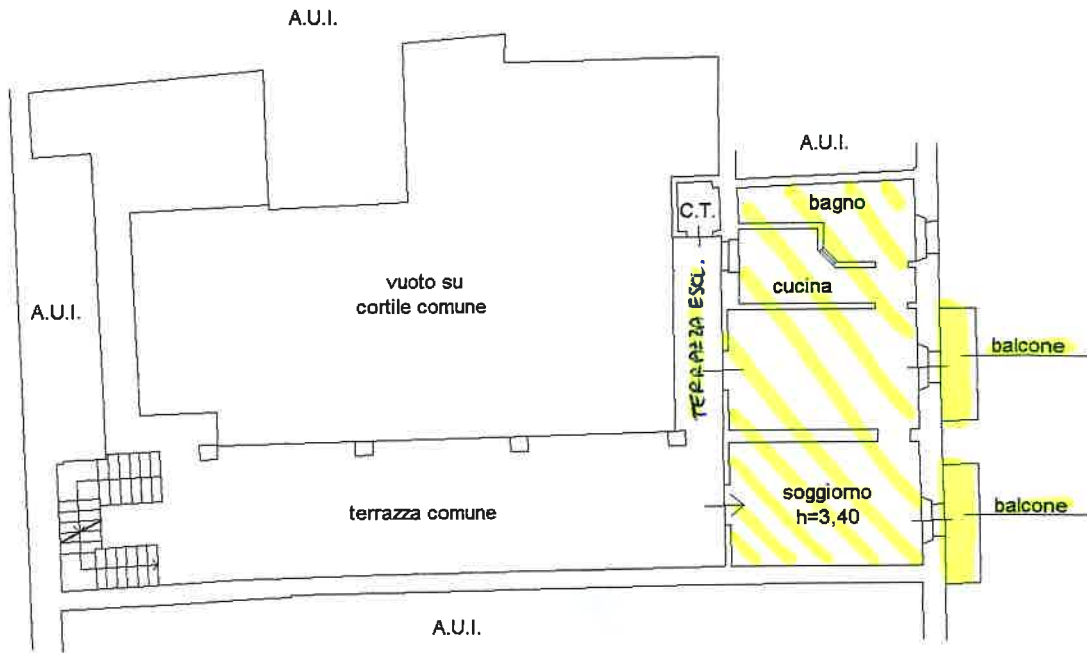 A.U.I.
A.U.I.
bagno
C.T.
vuoto su
cortile comune
cucina
A.U.I.
TERRAZZA ESCL.
balcone
soggiorno
h=3,40
terrazza comune
balcone
A.U.I.